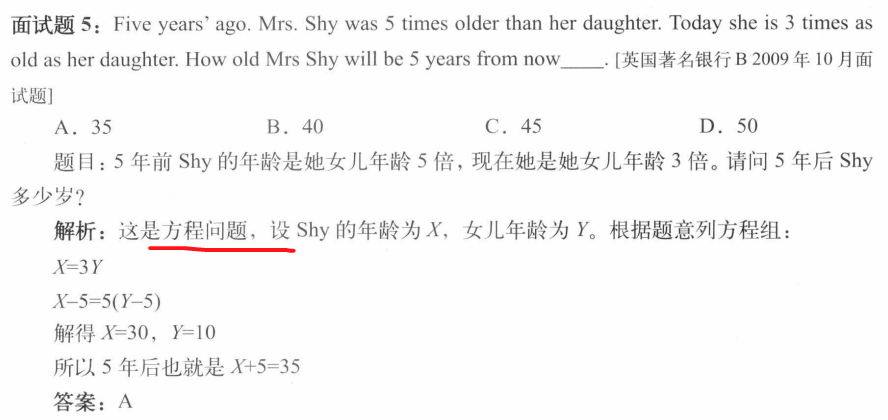 面试题 5：Five years' ago. Mrs. Shy was 5 times older than her daughter. Today she is 3 times as
old as her daughter. How old Mrs Shy will be 5 years from now____. [英国著名银行 B 2009 年 10 月面
试题]
A．35 B．40 C．45 D．50
题目：5 年前 Shy 的年龄是她女儿年龄 5 倍，现在她是她女儿年龄 3 倍。请问 5 年后 Shy
多少岁？
解析：这是方程问题，设 Shy 的年龄为 X，女儿年龄为 Y。根据题意列方程组：
X=3Y
X–5=5(Y–5)
解得 X=30，Y=10
所以 5 年后也就是 X+5=35
答案：A